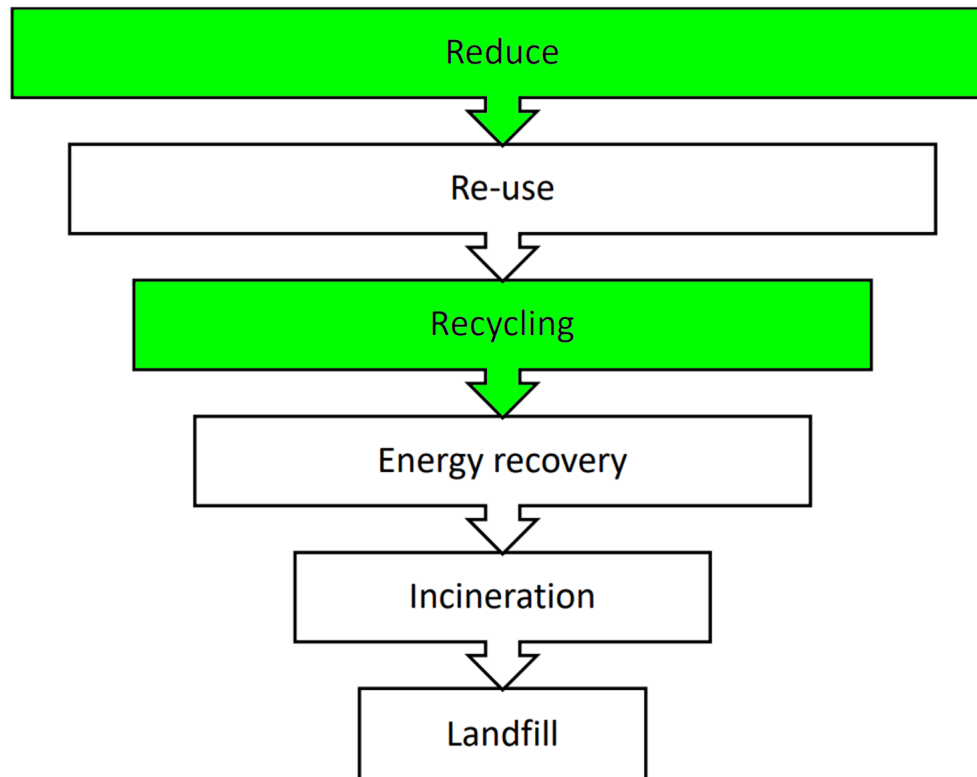 Reduce
Re-use
Recycling
Energy recovery
Incineration
Landfill